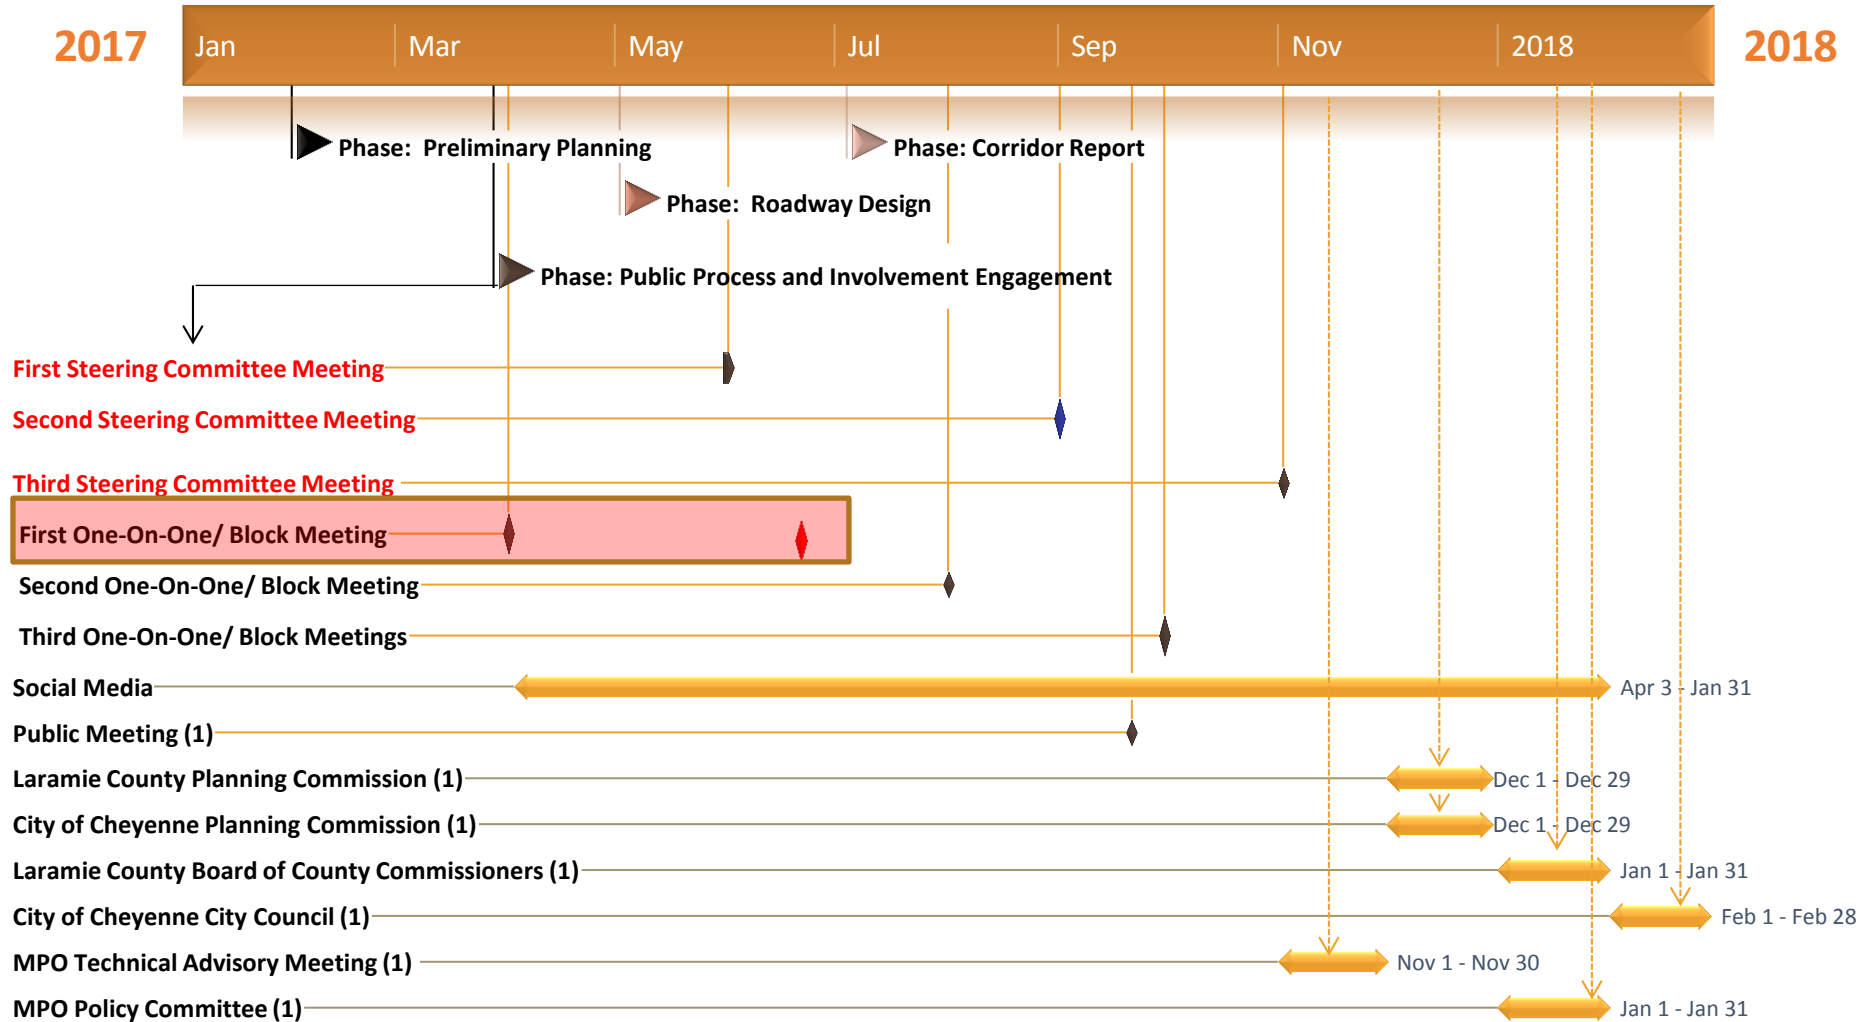 2017
Jan
Mar
May
Jul
Sep
Nov
2018
2018
Phase:  Preliminary Planning
Phase: Corridor Report
Phase:  Roadway Design
Phase: Public Process and Involvement Engagement
First Steering Committee Meeting
Second Steering Committee Meeting
Third Steering Committee Meeting
First One-On-One/ Block Meeting
Second One-On-One/ Block Meeting
Third One-On-One/ Block Meetings
Social Media
Apr 3 - Jan 31
Public Meeting (1)
Laramie County Planning Commission (1)
Dec 1 - Dec 29
City of Cheyenne Planning Commission (1)
Dec 1 - Dec 29
Laramie County Board of County Commissioners (1)
Jan 1 - Jan 31
City of Cheyenne City Council (1)
Feb 1 - Feb 28
MPO Technical Advisory Meeting (1)
Nov 1 - Nov 30
MPO Policy Committee (1)
Jan 1 - Jan 31